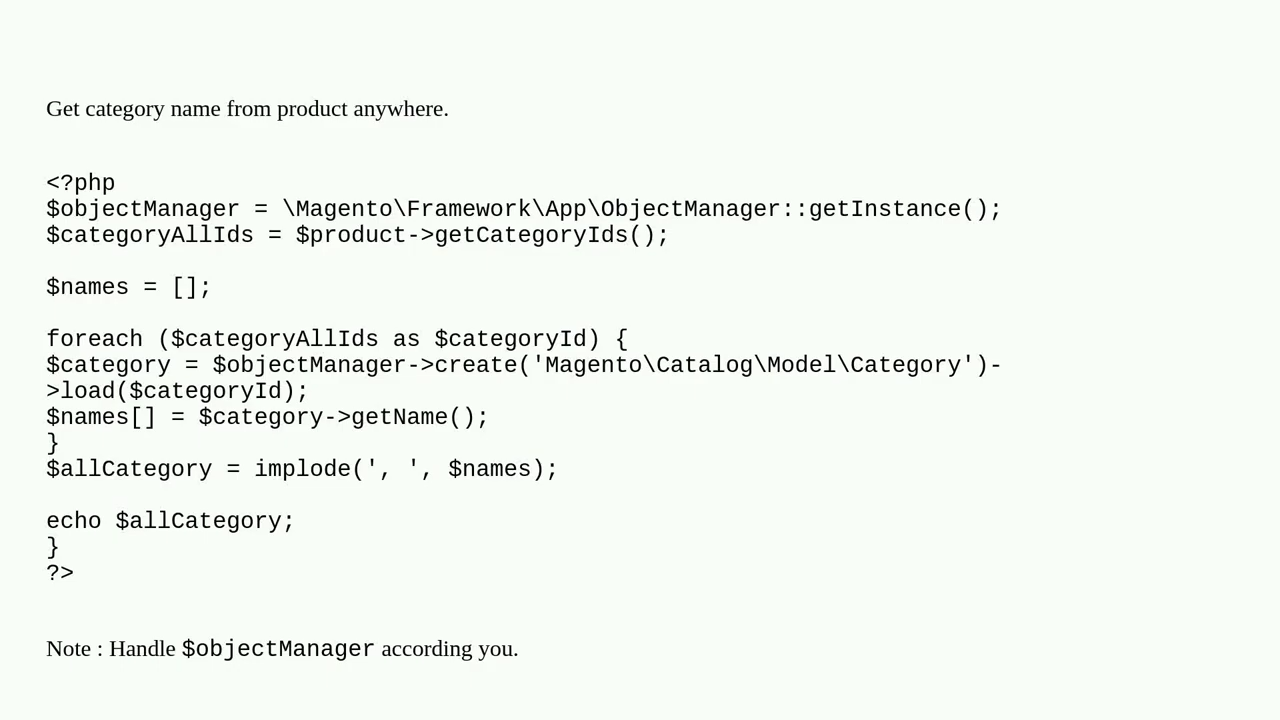 Get category name from product anywhere.
<?php
$objectManager = \Magento\Framework\App\ObjectManager::getInstance();
$categoryAllIds = $product->getCategoryIds();
$names = [];
foreach ($categoryAllIds as $categoryId) {
$category = $objectManager->create('Magento\Catalog\Model\Category')-
>load($categoryId);
$names[] = $category->getName();
}
$allCategory = implode(', ', $names);
echo $allCategory;
}
?>
Note : Handle $objectManager according you.